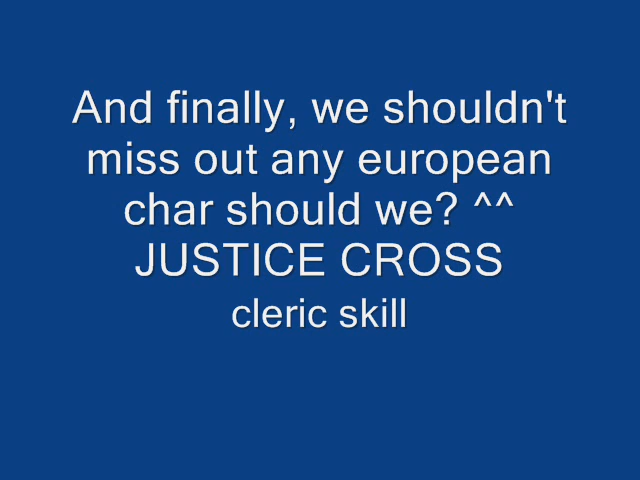 And finally, we shouldn't
miss out any european
char should we? ^^
JUSTICE CROSS
cleric skill